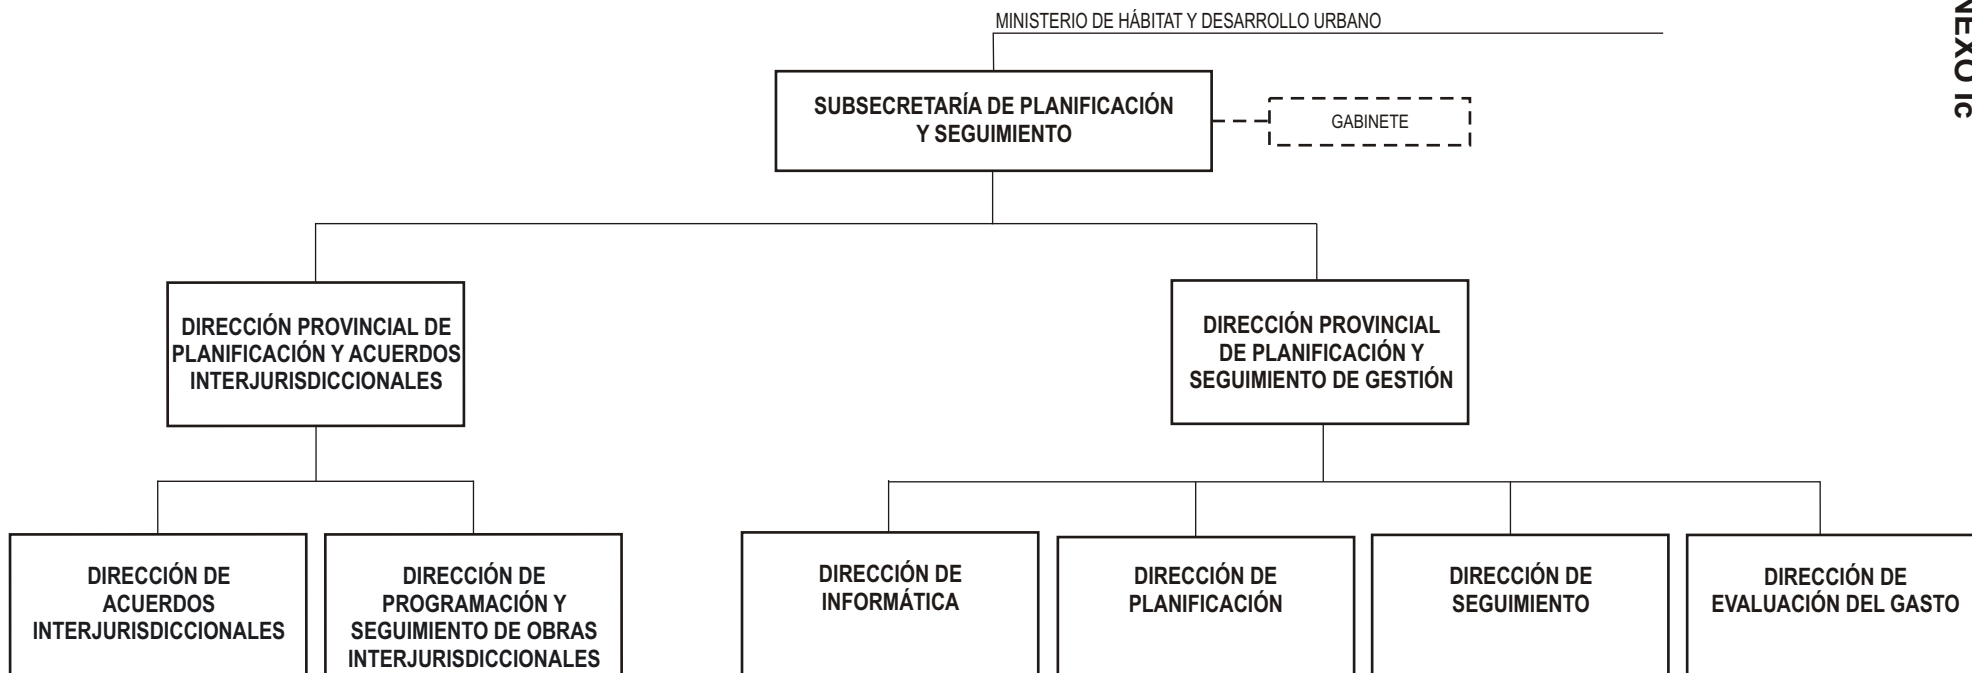 MINISTERIO DE HÁBITAT Y DESARROLLO URBANO
NEXO Ic
SUBSECRETARÍA DE PLANIFICACIÓN
Y SEGUIMIENTO
GABINETE
DIRECCIÓN PROVINCIAL DE
PLANIFICACIÓN Y ACUERDOS
INTERJURISDICCIONALES
DIRECCIÓN PROVINCIAL
DE PLANIFICACIÓN Y
SEGUIMIENTO DE GESTIÓN
DIRECCIÓN DE
ACUERDOS
INTERJURISDICCIONALES
DIRECCIÓN DE
PROGRAMACIÓN Y
SEGUIMIENTO DE OBRAS
INTERJURISDICCIONALES
DIRECCIÓN DE
INFORMÁTICA
DIRECCIÓN DE
PLANIFICACIÓN
DIRECCIÓN DE
SEGUIMIENTO
DIRECCIÓN DE
EVALUACIÓN DEL GASTO